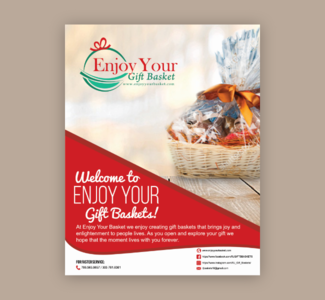 Enjoy Your
Gift Basket
Welcome to
ENJOY YOUR
Gift Baskets!
At Enjoy Your Basket we enjoy creating gift baskets that brings joy and
enlightenment to people lives. As you open and explore your gift we
hope that the moment lives with you forever.